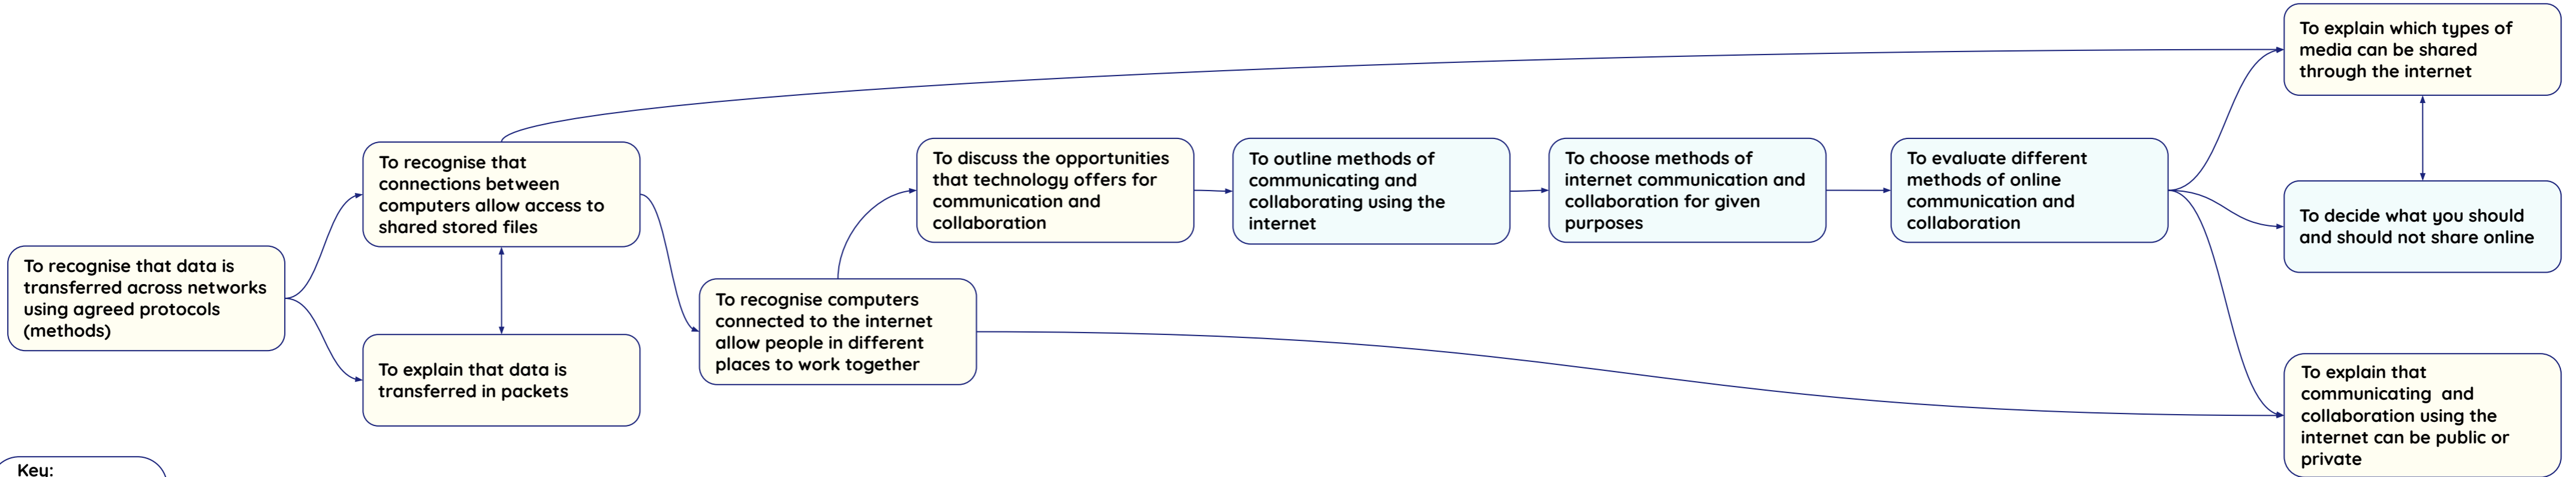 To recognise that data is
transferred across networks
using agreed protocols
(methods)
To recognise that
connections between
computers allow access to
shared stored files
To explain that data is
transferred in packets
To recognise computers
connected to the internet
allow people in different
places to work together
To discuss the opportunities
that technology offers for
communication and
collaboration
To outline methods of
communicating and
collaborating using the
internet
To choose methods of
internet communication and
collaboration for given
purposes
To evaluate different
methods of online
communication and
collaboration
To explain which types of
media can be shared
through the internet
To decide what you should
and should not share online
To explain that
communicating  and
collaboration using the
internet can be public or
private
Key: